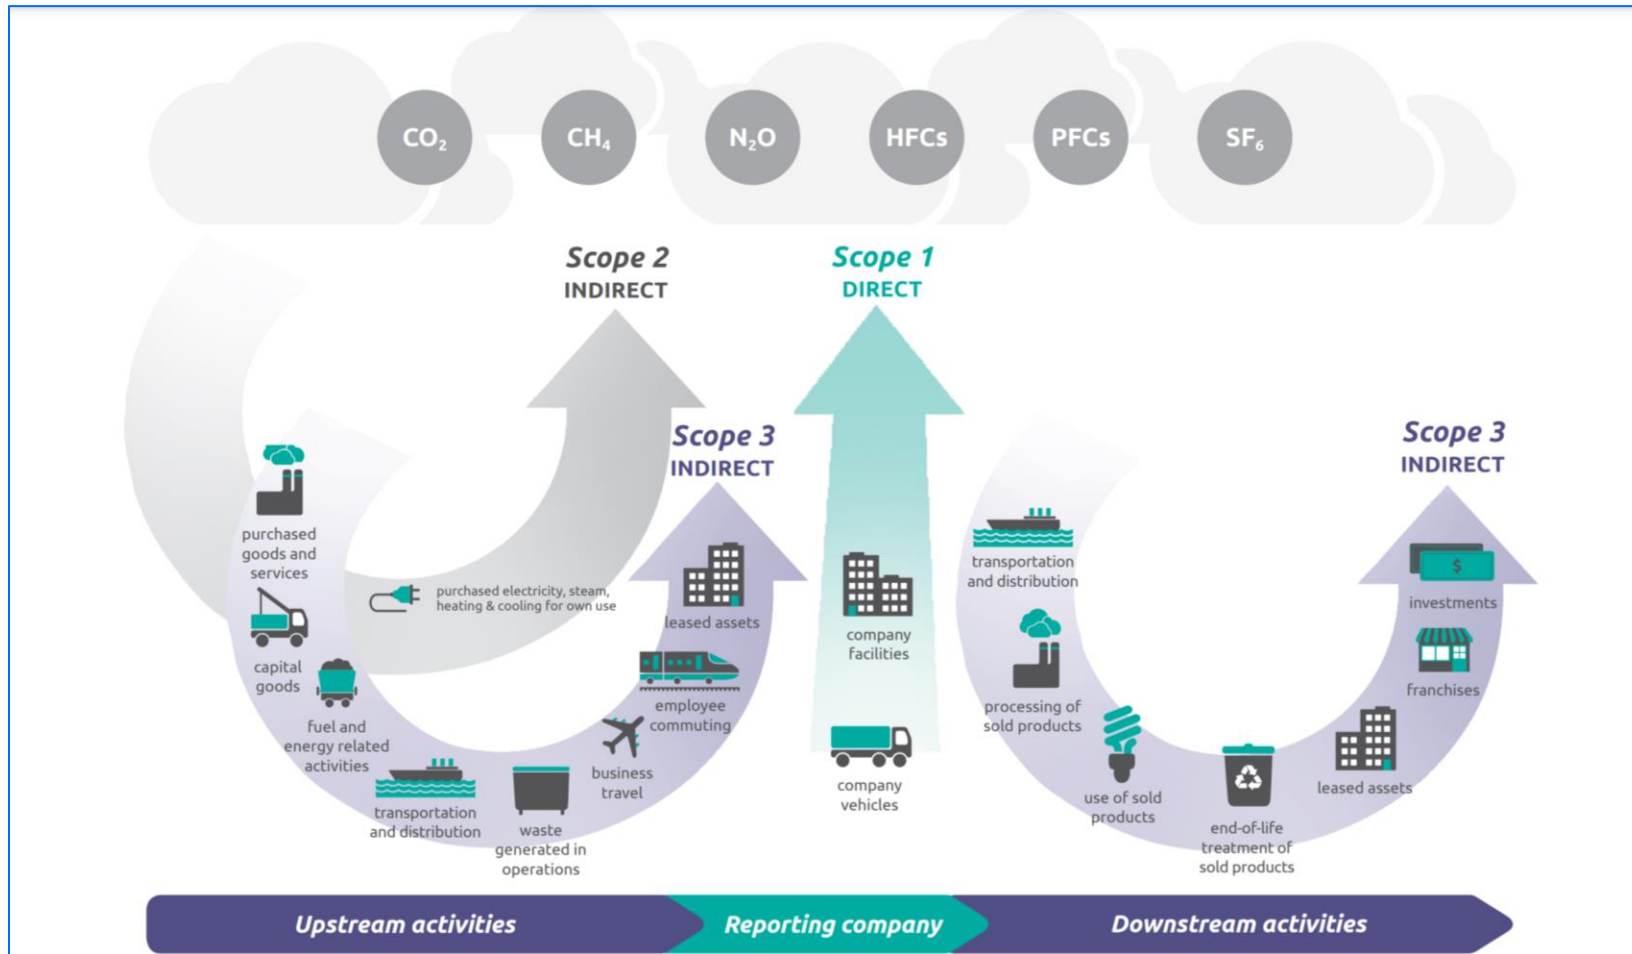 CO₂
CH₄
N₂O
HFCs
PFCs
SF₆
Scope 2
INDIRECT
Scope 1
DIRECT
Scope 3
INDIRECT
Scope 3
INDIRECT
purchased
goods and
services
capital
goods
fuel and
energy related
activities
transportation
and distribution
waste
generated in
operations
business
travel
employee
commuting
leased assets
purchased electricity, steam,
heating & cooling for own use
company
facilities
company
vehicles
transportation
and distribution
processing of
sold products
use of sold
products
end-of-life
treatment of
sold products
leased assets
franchises
$
investments
Upstream activities
Reporting company
Downstream activities